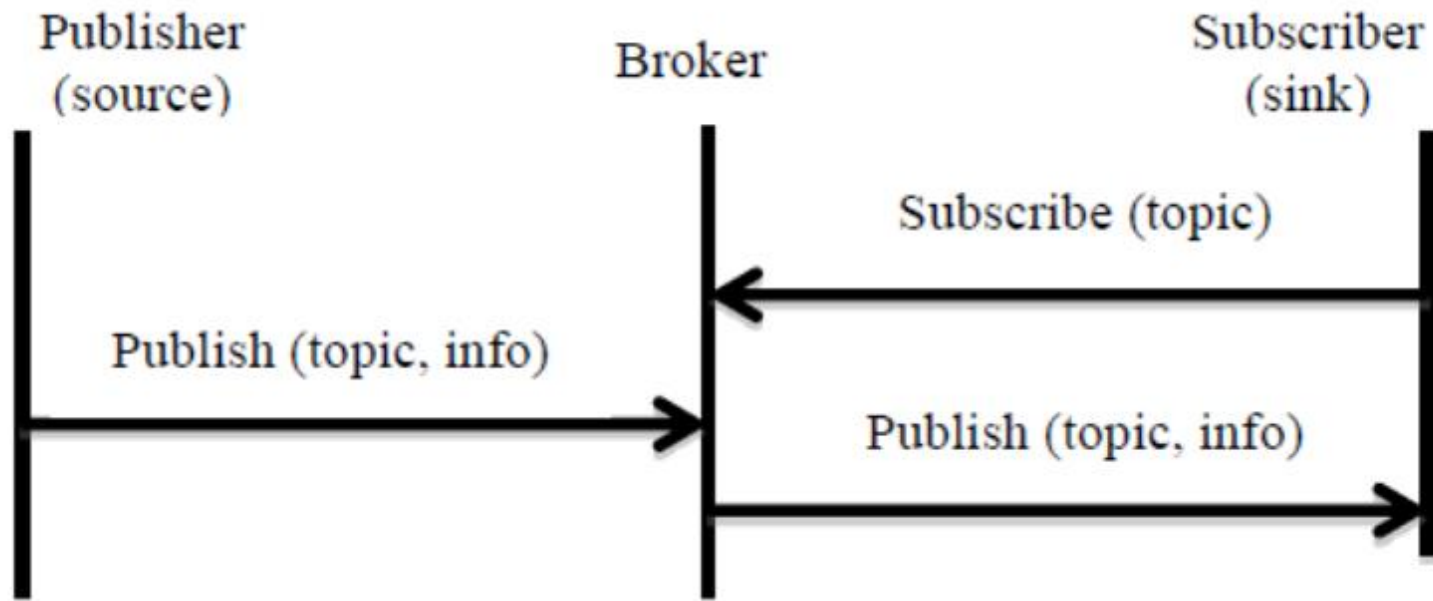 Publisher
(source)
Broker
Subscriber
(sink)
Subscribe (topic)
Publish (topic, info)
Publish (topic, info)